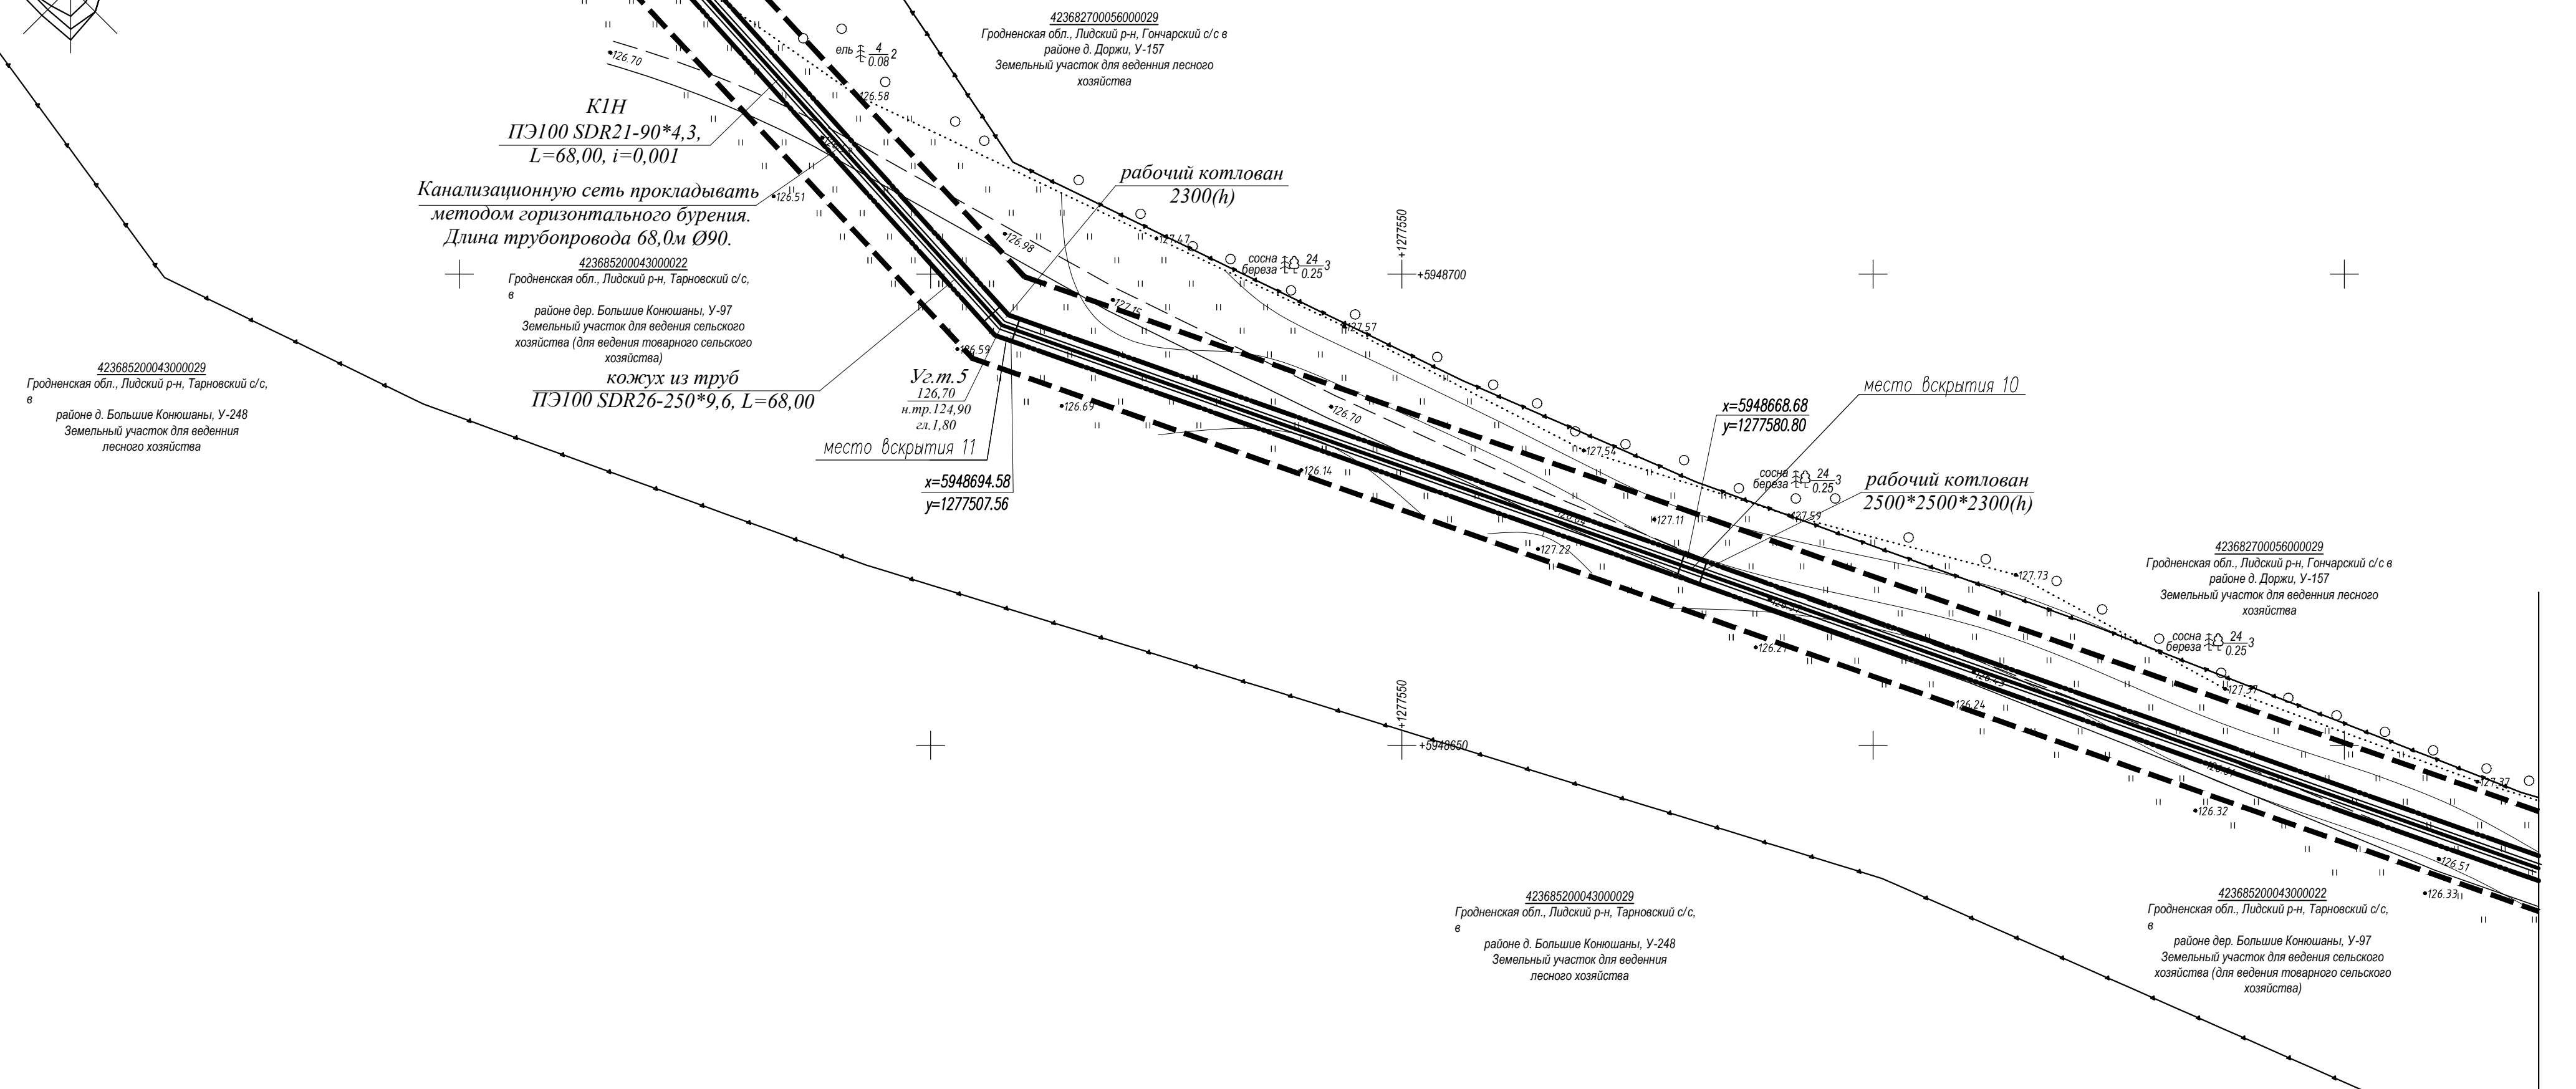 423682700056000029
Гродненская обл., Лидский р-н, Гончарский с/с в
районе д. Доржи, У-157
Земельный участок для ведення лесного
хозяйства
ель 4 2
0.08
126.70
126.58
К1Н
ПЭ100 SDR21-90*4,3,
L=68,00, i=0,001
Канализационную сеть прокладывать
методом горизонтального бурения.
Длина трубопровода 68,0м Ø90.
126.51
рабочий котлован
2300(h)
126.98
127.47
сосна 24 3
береза 0.25
+1277550
+5948700
423685200043000022
Гродненская обл., Лидский р-н, Тарновский с/с,
в
районе дер. Большие Конюшаны, У-97
Земельный участок для ведения сельского
хозяйства (для ведения товарного сельского
хозяйства)
127.15
127.57
126.59
423685200043000029
Гродненская обл., Лидский р-н, Тарновский с/с,
в
районе д. Большие Конюшаны, У-248
Земельный участок для ведення
лесного хозяйства
кожух из труб
ПЭ100 SDR26-250*9,6, L=68,00
Уг.т.5
126,70
н.тр.124,90
гл.1,80
126.69
126.70
место вскрытия 11
x=5948694.58
y=1277507.56
126.14
место вскрытия 10
x=5948668.68
y=1277580.80
127.54
сосна 24 3
береза 0.25
рабочий котлован
2500*2500*2300(h)
127.11
127.59
127.22
127.73
423682700056000029
Гродненская обл., Лидский р-н, Гончарский с/с в
районе д. Доржи, У-157
Земельный участок для ведення лесного
хозяйства
сосна 24 3
береза 0.25
126.21
126.24
127.37
+1277550
+5948650
127.37
126.32
126.51
126.33
423685200043000029
Гродненская обл., Лидский р-н, Тарновский с/с,
в
районе д. Большие Конюшаны, У-248
Земельный участок для ведення
лесного хозяйства
423685200043000022
Гродненская обл., Лидский р-н, Тарновский с/с,
в
районе дер. Большие Конюшаны, У-97
Земельный участок для ведения сельского
хозяйства (для ведения товарного сельского
хозяйства)